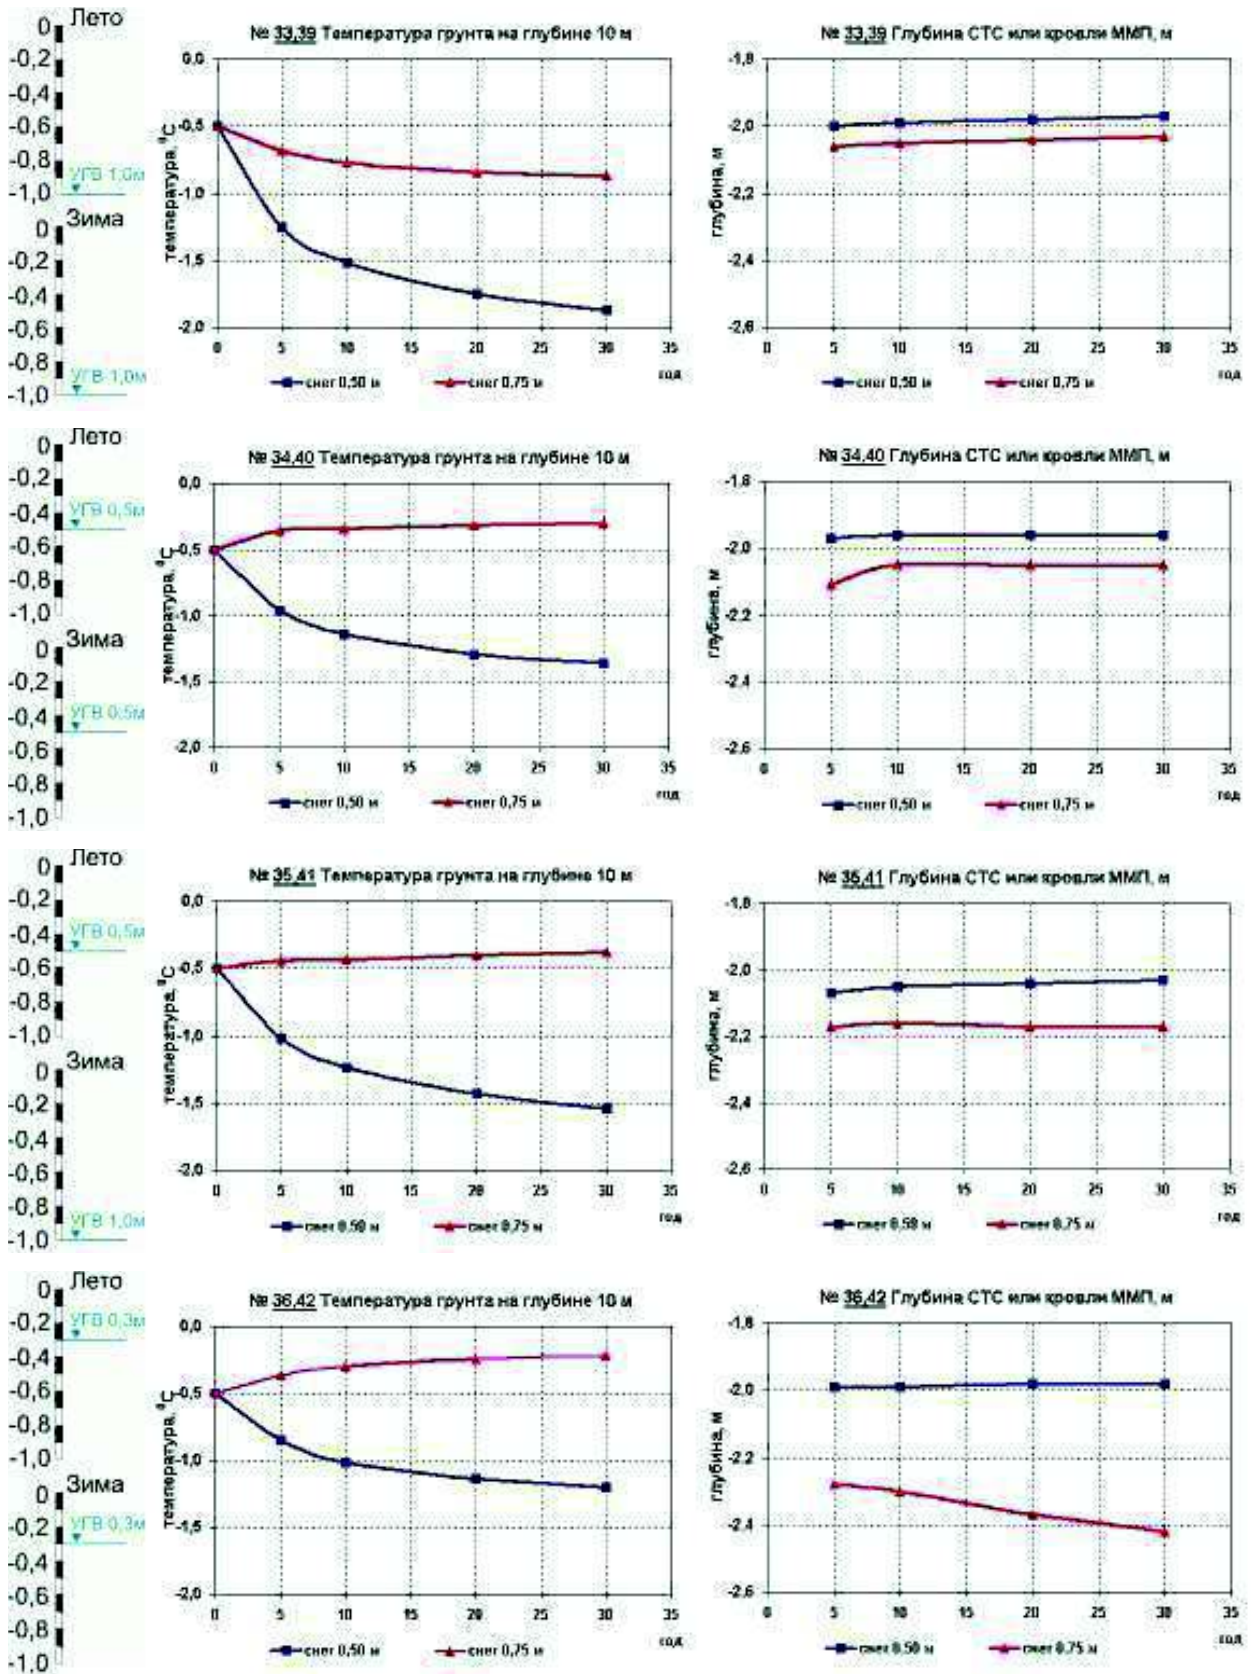 Лето
0
-0,2
-0,4
-0,6
-0,8
-1,0
УГВ 1,0м
Зима
0
-0,2
-0,4
-0,6
-0,8
-1,0
УГВ 1,0м
№ 33,39 Температура грунта на глубине 10 м
температура, °С
0,0
-0,5
-1,0
-1,5
-2,0
0 5 10 15 20 25 30 35
год
снег 0,50 м снег 0,75 м
№ 33,39 Глубина СТС или кровли ММП, м
глубина, м
-1,8
-2,0
-2,2
-2,4
-2,6
0 5 10 15 20 25 30 35
год
снег 0,50 м снег 0,75 м
Лето
0
-0,2
-0,4
-0,6
-0,8
-1,0
УГВ 0,5м
Зима
0
-0,2
-0,4
-0,6
-0,8
-1,0
УГВ 0,5м
№ 34,40 Температура грунта на глубине 10 м
температура, °С
0,0
-0,5
-1,0
-1,5
-2,0
0 5 10 15 20 25 30 35
год
снег 0,50 м снег 0,75 м
№ 34,40 Глубина СТС или кровли ММП, м
глубина, м
-1,8
-2,0
-2,2
-2,4
-2,6
0 5 10 15 20 25 30 35
год
снег 0,50 м снег 0,75 м
Лето
0
-0,2
-0,4
-0,6
-0,8
-1,0
УГВ 0,5м
Зима
0
-0,2
-0,4
-0,6
-0,8
-1,0
УГВ 1,0м
№ 35,41 Температура грунта на глубине 10 м
температура, °С
0,0
-0,5
-1,0
-1,5
-2,0
0 5 10 15 20 25 30 35
год
снег 0,50 м снег 0,75 м
№ 35,41 Глубина СТС или кровли ММП, м
глубина, м
-1,8
-2,0
-2,2
-2,4
-2,6
0 5 10 15 20 25 30 35
год
снег 0,50 м снег 0,75 м
Лето
0
-0,2
-0,4
-0,6
-0,8
-1,0
УГВ 0,3м
Зима
0
-0,2
-0,4
-0,6
-0,8
-1,0
УГВ 0,3м
№ 36,42 Температура грунта на глубине 10 м
температура, °С
0,0
-0,5
-1,0
-1,5
-2,0
0 5 10 15 20 25 30 35
год
снег 0,50 м снег 0,75 м
№ 36,42 Глубина СТС или кровли ММП, м
глубина, м
-1,8
-2,0
-2,2
-2,4
-2,6
0 5 10 15 20 25 30 35
год
снег 0,50 м снег 0,75 м